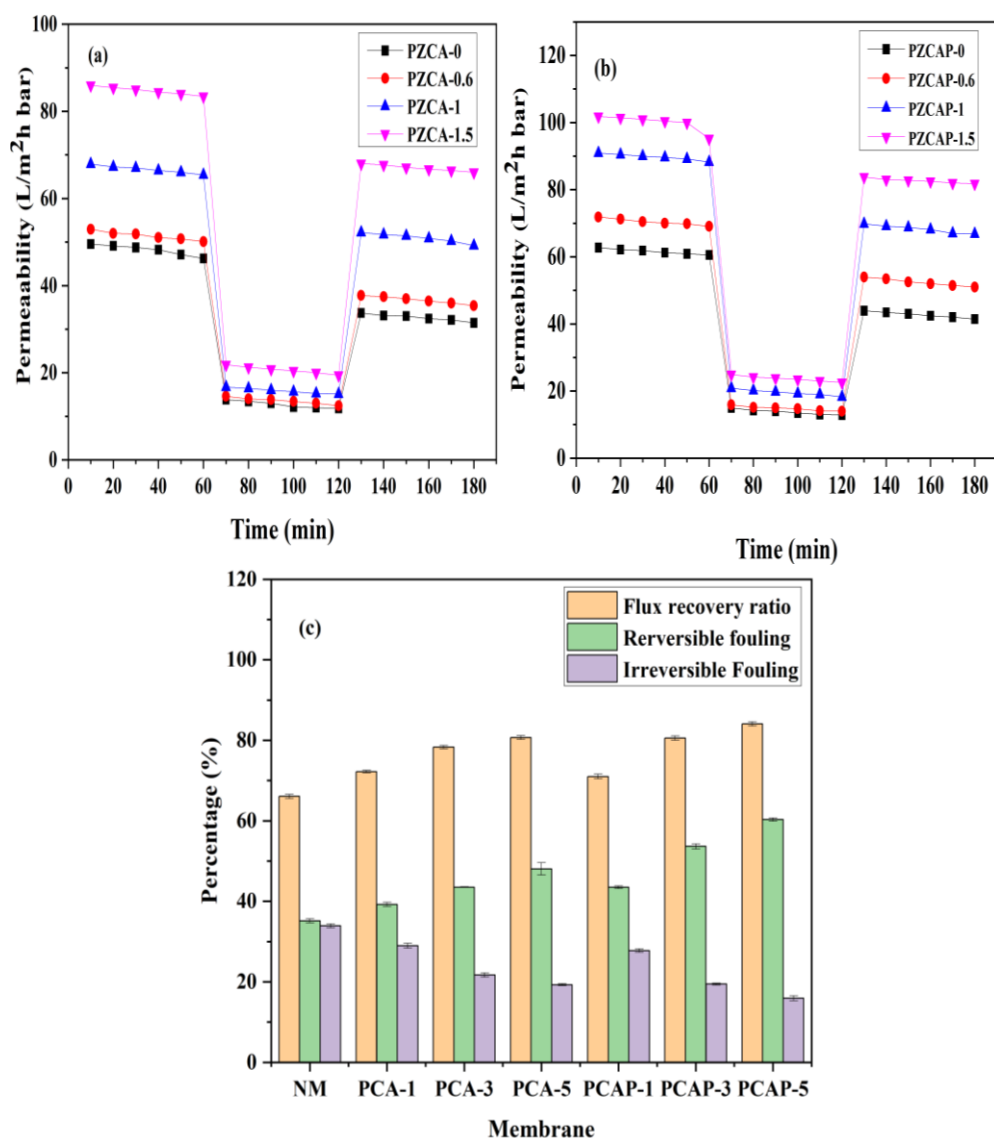 (a)
PZCA-0
PZCA-0.6
PZCA-1
PZCA-1.5
Permeaability (L/m²h bar)
100
80
60
40
20
0
0 20 40 60 80 100 120 140 160 180
Time (min)
(b)
PZCAP-0
PZCAP-0.6
PZCAP-1
PZCAP-1.5
Permeability (L/m²h bar)
120
100
80
60
40
20
0
0 20 40 60 80 100 120 140 160 180
Time (min)
(c)
Flux recovery ratio
Rerversible fouling
Irreversible Fouling
Percentage (%)
120
100
80
60
40
20
0
NM PCA-1 PCA-3 PCA-5 PCAP-1 PCAP-3 PCAP-5
Membrane